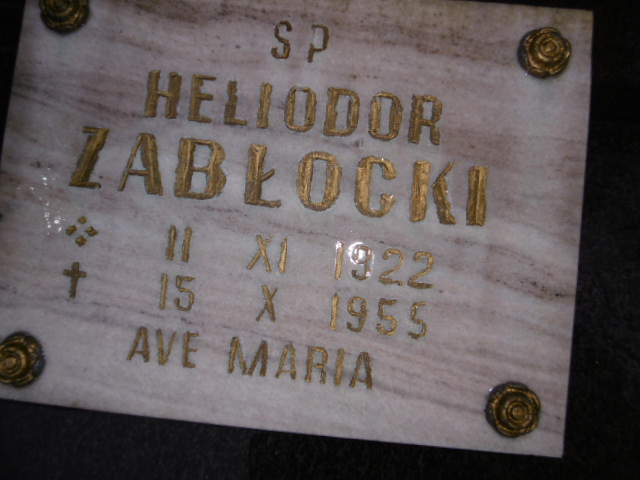 SP
HELIODOR
ZABŁOCKI
11 XI 1922
✝ 15 X 1955
AVE MARIA